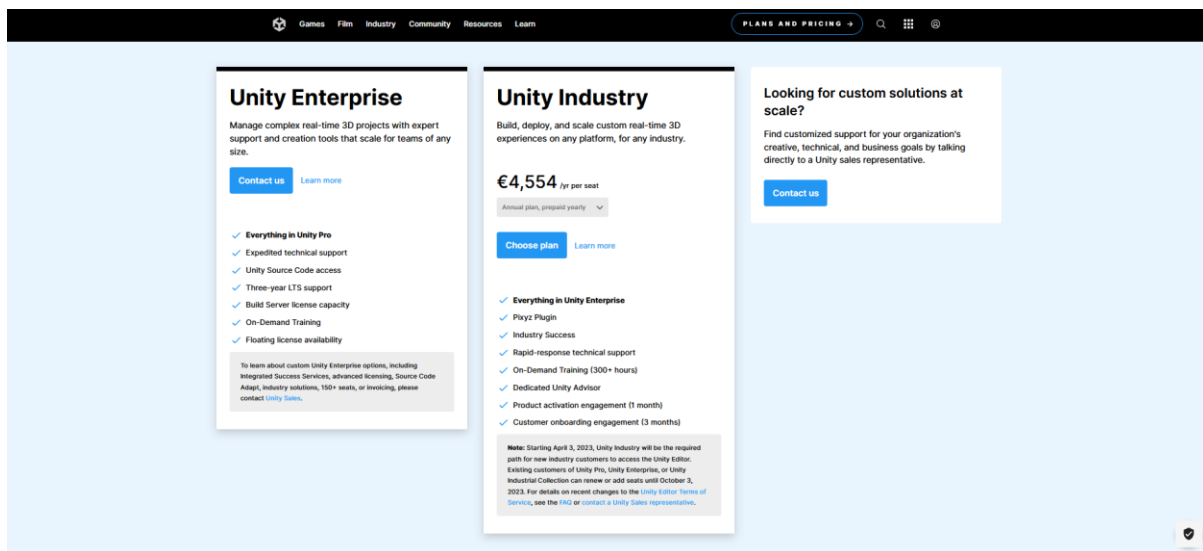 Games Film Industry Community Resources Learn PLANS AND PRICING →
Unity Enterprise
Manage complex real-time 3D projects with expert
support and creation tools that scale for teams of any
size.
Contact us Learn more
Everything in Unity Pro
Expedited technical support
Unity Source Code access
Three-year LTS support
Build Server license capacity
On-Demand Training
Floating license availability
To learn about custom Unity Enterprise options, including
Integrated Success Services, advanced licensing, Source Code
Adapt, industry solutions, 150+ seats, or invoicing, please
contact Unity Sales.
Unity Industry
Build, deploy, and scale custom real-time 3D
experiences on any platform, for any industry.
€4,554 /yr per seat
Annual plan, prepaid yearly
Choose plan Learn more
Everything in Unity Enterprise
Pixyz Plugin
Industry Success
Rapid-response technical support
On-Demand Training (300+ hours)
Dedicated Unity Advisor
Product activation engagement (1 month)
Customer onboarding engagement (3 months)
Note: Starting April 3, 2023, Unity Industry will be the required
path for new industry customers to access the Unity Editor.
Existing customers of Unity Pro, Unity Enterprise, or Unity
Industrial Collection can renew or add seats until October 3,
2023. For details on recent changes to the Unity Editor Terms of
Service, see the FAQ or contact a Unity Sales representative.
Looking for custom solutions at
scale?
Find customized support for your organization's
creative, technical, and business goals by talking
directly to a Unity sales representative.
Contact us